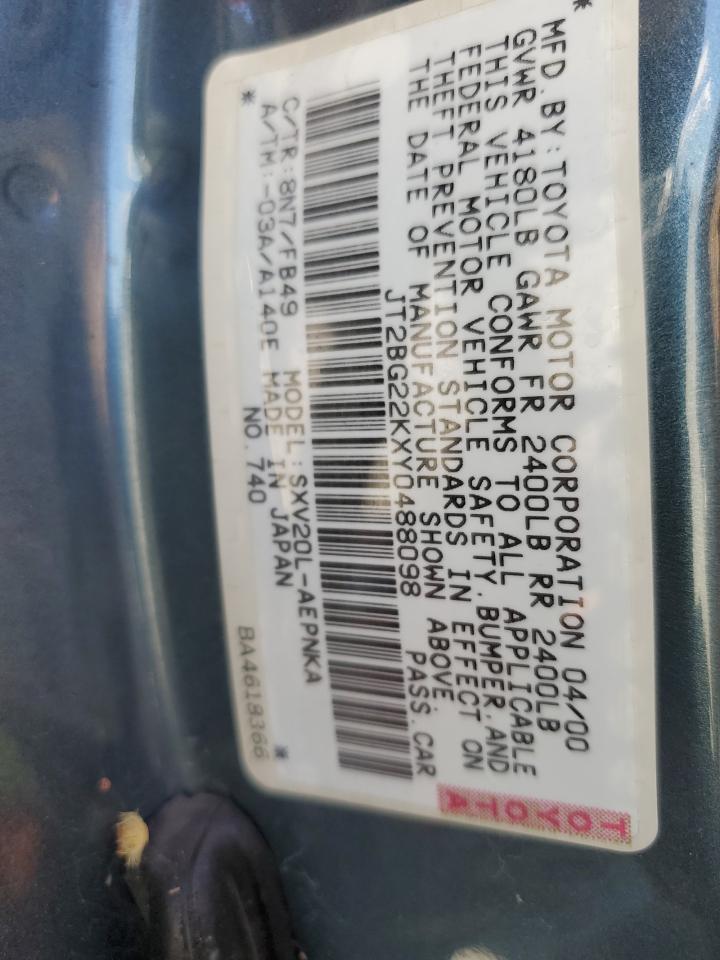 MFD. BY: TOYOTA MOTOR CORPORATION 04/00
GVWR 4180LB GAWR FR 2400LB RR 2400LB
THIS VEHICLE CONFORMS TO ALL APPLICABLE
FEDERAL MOTOR VEHICLE SAFETY, BUMPER, AND
THEFT PREVENTION STANDARDS IN EFFECT ON
THE DATE OF MANUFACTURE SHOWN ABOVE.
JT2BG22KXY0488098 PASS. CAR
C/TR: 8N7/FB49 MODEL: SXV20L-AEPNKA
A/TM: -03A/A140E MADE IN JAPAN
NO. 740
BA4618366
TOYOTA